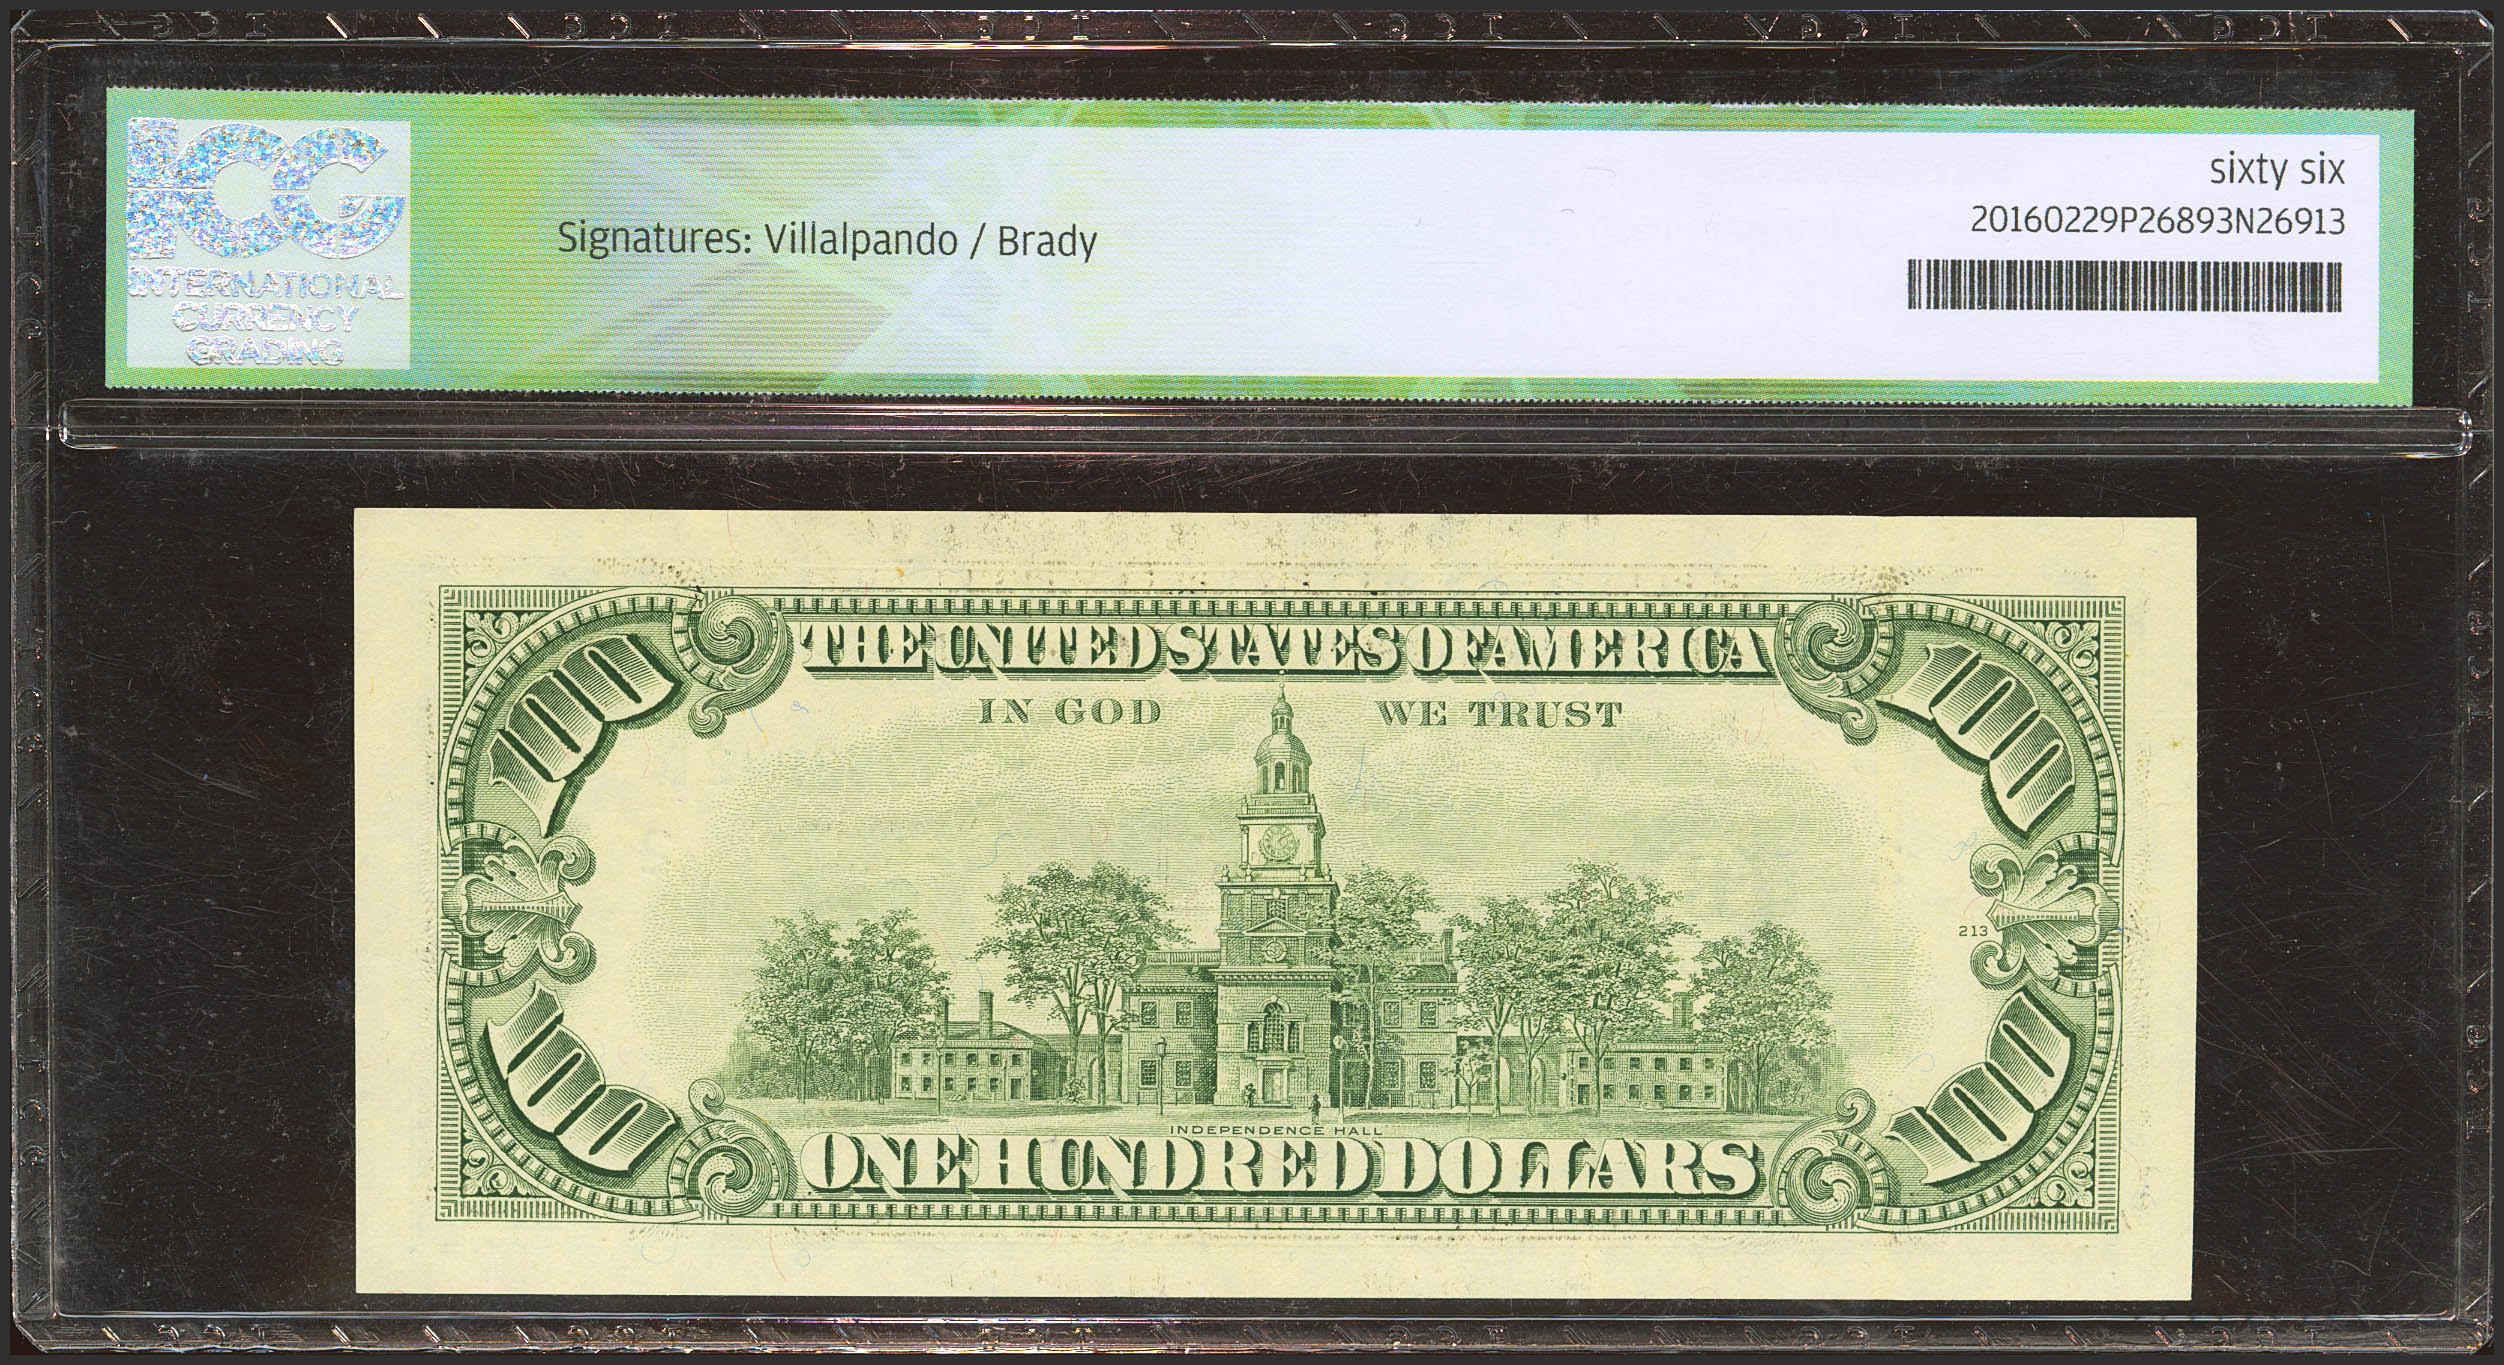 ICG
INTERNATIONAL
CURRENCY
GRADING
Signatures: Villalpando / Brady
sixty six
20160229P26893N26913
THE UNITED STATES OF AMERICA
100
100
IN GOD WE TRUST
213
INDEPENDENCE HALL
100
100
ONE HUNDRED DOLLARS